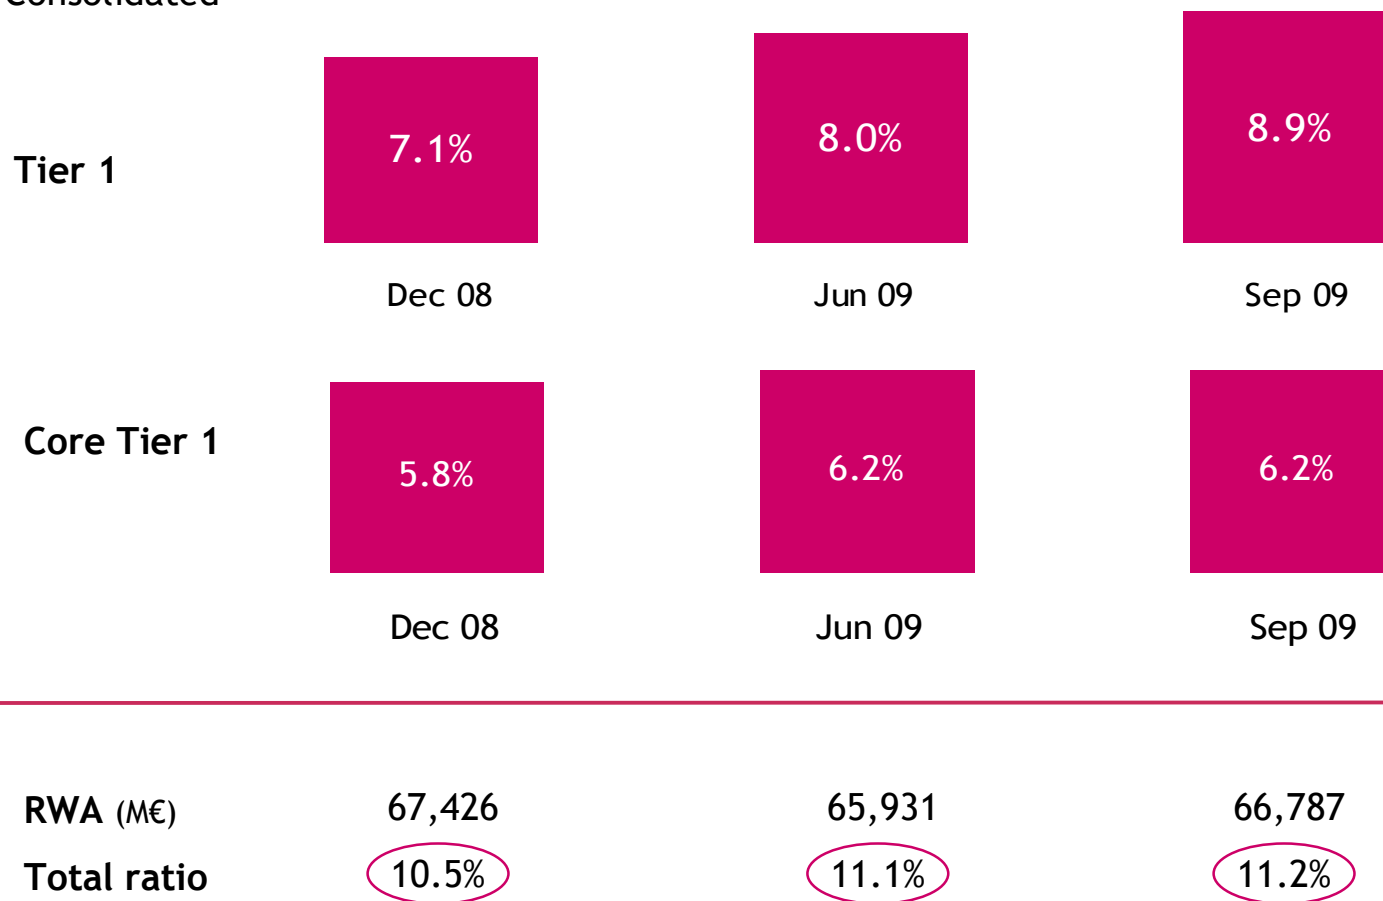 Consolidated
Tier 1
7.1% 8.0% 8.9%
Dec 08 Jun 09 Sep 09
Core Tier 1
5.8% 6.2% 6.2%
Dec 08 Jun 09 Sep 09
RWA (M€) 67,426 65,931 66,787
Total ratio 10.5% 11.1% 11.2%